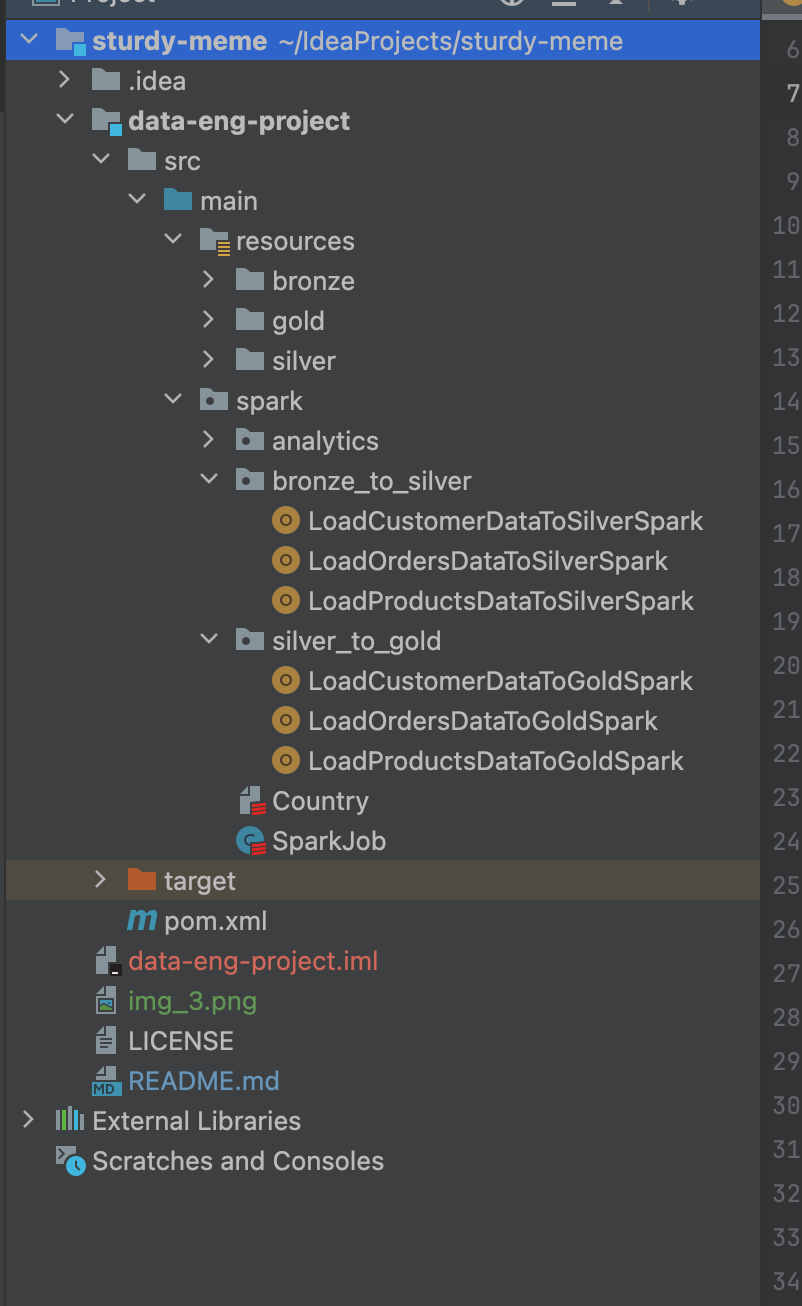 Project
sturdy-meme ~/IdeaProjects/sturdy-meme
.idea
data-eng-project
src
main
resources
bronze
gold
silver
spark
analytics
bronze_to_silver
LoadCustomerDataToSilverSpark
LoadOrdersDataToSilverSpark
LoadProductsDataToSilverSpark
silver_to_gold
LoadCustomerDataToGoldSpark
LoadOrdersDataToGoldSpark
LoadProductsDataToGoldSpark
Country
SparkJob
target
pom.xml
data-eng-project.iml
img_3.png
LICENSE
README.md
External Libraries
Scratches and Consoles
6
7
8
9
10
11
12
13
14
15
16
17
18
19
20
21
22
23
24
25
26
27
28
29
30
31
32
33
34